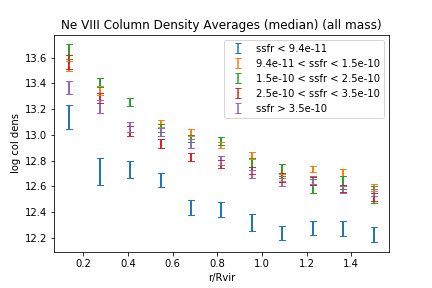 Ne VIII Column Density Averages (median) (all mass)
ssfr < 9.4e-11
9.4e-11 < ssfr < 1.5e-10
1.5e-10 < ssfr < 2.5e-10
2.5e-10 < ssfr < 3.5e-10
ssfr > 3.5e-10
log col dens
13.6
13.4
13.2
13.0
12.8
12.6
12.4
12.2
0.2 0.4 0.6 0.8 1.0 1.2 1.4
r/Rvir